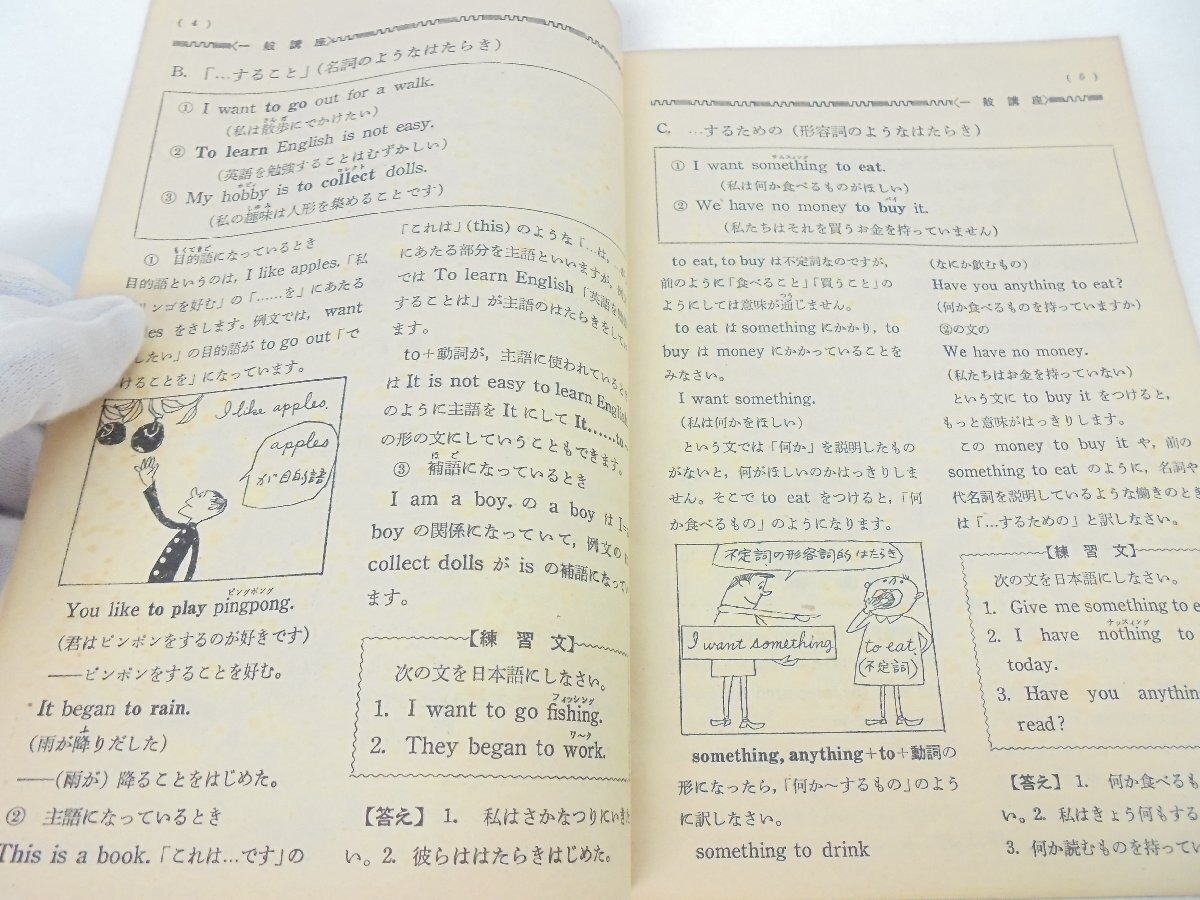 ( 4 )
〈一般講座〉
B. 「…すること」(名詞のようなはたらき)
① I want to go out for a walk.
(私は散歩にでかけたい)
② To learn English is not easy.
(英語を勉強することはむずかしい)
③ My hobby is to collect dolls.
(私の趣味は人形を集めることです)
① 目的語になっているとき
目的語というのは, I like apples.「私
リンゴを好む」の「……を」にあたる
をさします。例文では, want
したい」の目的語が to go out「で
けることを」になっています。
I like apples.
apples
が目的語
You like to play pingpong.
(君はピンポンをするのが好きです)
——ピンポンをすることを好む。
It began to rain.
(雨が降りだした)
——(雨が) 降ることをはじめた。
② 主語になっているとき
This is a book.「これは…です」の
「これは」(this) のような「…は,
にあたる部分を主語といいますが,
では To learn English「英語を
することは」が主語のはたらきをして
ます。
to+動詞が, 主語に使われていると
は It is not easy to learn English
のように主語を It にして It……to
の形の文にしていうこともできます。
③ 補語になっているとき
I am a boy. の a boy は I=
boy の関係になっていて, 例文の
collect dolls が is の補語になって
ます。
【練習文】
次の文を日本語にしなさい。
1. I want to go fishing.
2. They began to work.
【答え】 1. 私はさかなつりにいき
い。2. 彼らははたらきはじめた。
( 5 )
〈一般講座〉
C. …するための (形容詞のようなはたらき)
① I want something to eat.
(私は何か食べるものがほしい)
② We have no money to buy it.
(私たちはそれを買うお金を持っていません)
to eat, to buy は不定詞なのですが,
前のように「食べること」「買うこと」の
ようにしては意味が通じません。
to eat は something にかかり, to
buy は money にかかっていることを
みなさい。
I want something.
(私は何かをほしい)
という文では「何か」を説明したもの
がないと, 何がほしいのかはっきりしま
せん。そこで to eat をつけると,「何
か食べるもの」のようになります。
不定詞の形容詞的はたらき
I want something
to eat.
(不定詞)
something, anything+to+動詞の
形になったら,「何か〜するもの」のよう
に訳しなさい。
something to drink
(なにか飲むもの)
Have you anything to eat?
(何か食べるものを持っていますか)
②の文の
We have no money.
(私たちはお金を持っていない)
という文に to buy it をつけると,
もっと意味がはっきりします。
この money to buy it や, 前の
something to eat のように, 名詞や
代名詞を説明しているような働きのとき
は「…するための」と訳しなさい。
【練習文】
次の文を日本語にしなさい。
1. Give me something to
2. I have nothing to
today.
3. Have you anything
read?
【答え】 1. 何か食べるも
い。2. 私はきょう何もする
3. 何か読むものを持ってい